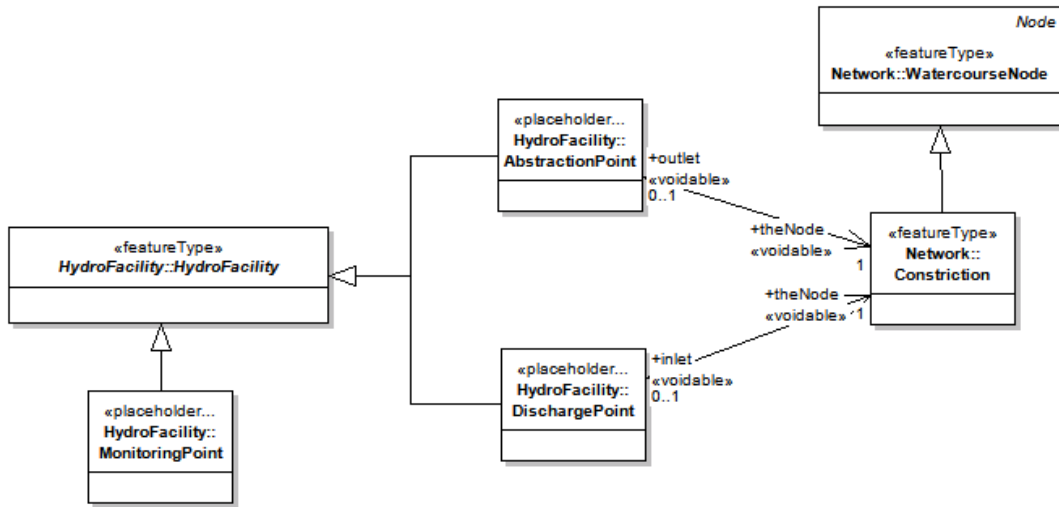 Node
«featureType»
Network::WatercourseNode
«placeholder...
HydroFacility::
AbstractionPoint
+outlet
«voidable»
0..1
+theNode
«voidable»
1
«featureType»
Network::
Constriction
«featureType»
HydroFacility::HydroFacility
+theNode
«voidable»
1
+inlet
«voidable»
0..1
«placeholder...
HydroFacility::
DischargePoint
«placeholder...
HydroFacility::
MonitoringPoint